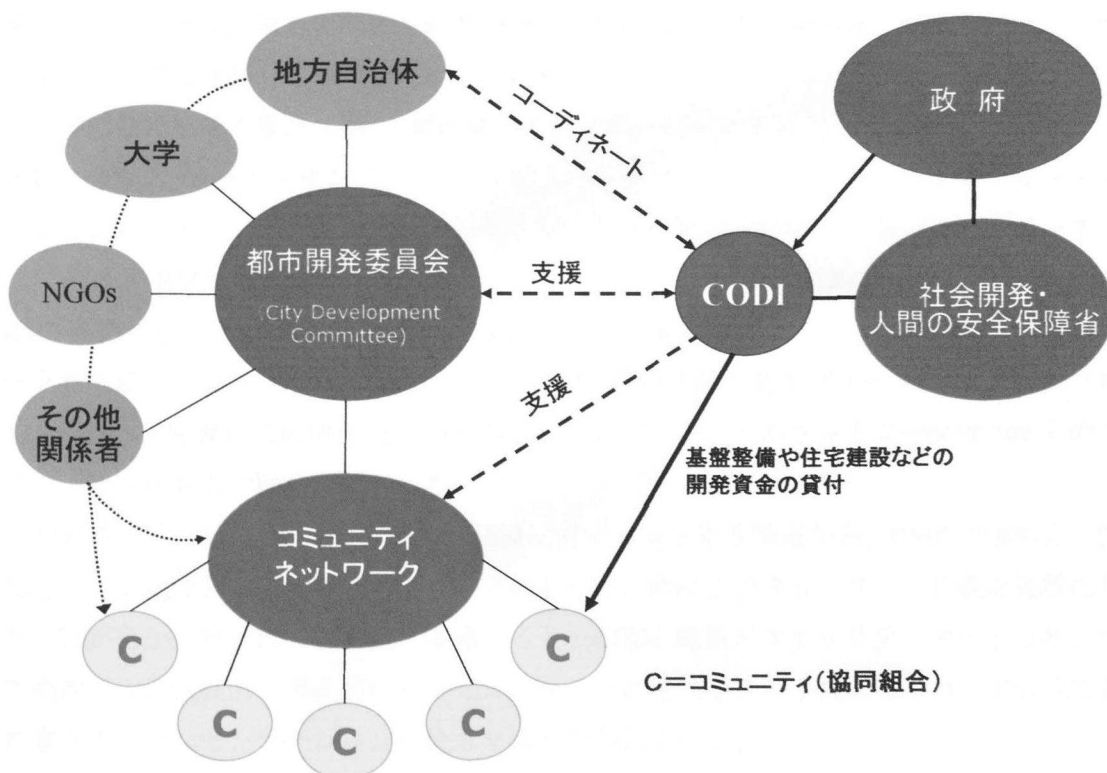 地方自治体
大学
NGOs
その他
関係者
都市開発委員会
(City Development
Committee)
コーディネート
支援
支援
CODI
政 府
社会開発・
人間の安全保障省
基盤整備や住宅建設などの
開発資金の貸付
コミュニティ
ネットワーク
C
C
C
C
C
C=コミュニティ(協同組合)